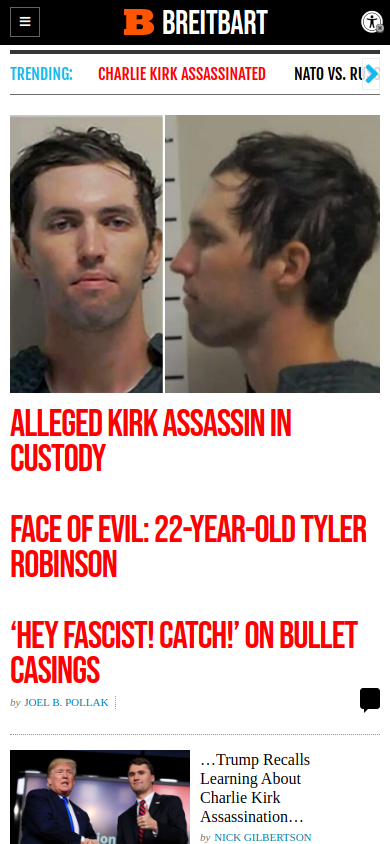 BREITBART
TRENDING: CHARLIE KIRK ASSASSINATED NATO VS. RU
ALLEGED KIRK ASSASSIN IN
CUSTODY
FACE OF EVIL: 22-YEAR-OLD TYLER
ROBINSON
‘HEY FASCIST! CATCH!’ ON BULLET
CASINGS
by JOEL B. POLLAK
…Trump Recalls
Learning About
Charlie Kirk
Assassination…
by NICK GILBERTSON